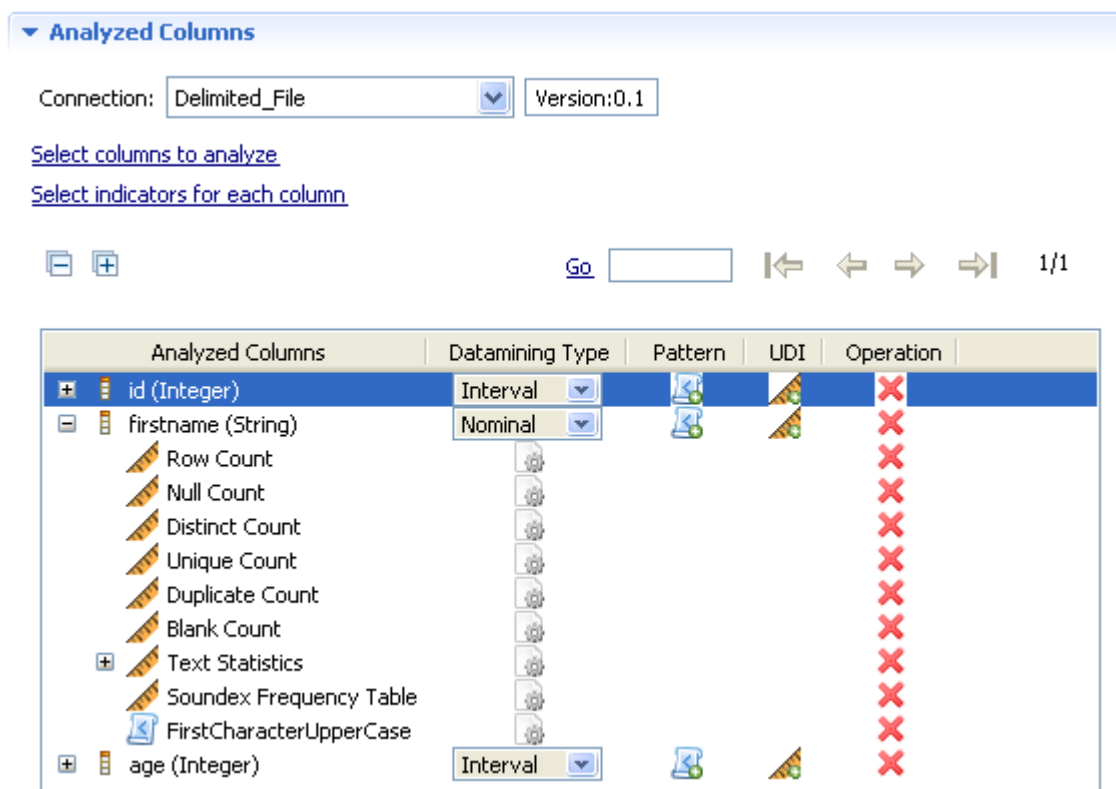 Analyzed Columns
Connection: Delimited_File Version:0.1
Select columns to analyze
Select indicators for each column
Go 1/1
Analyzed Columns Datamining Type Pattern UDI Operation
id (Integer) Interval
firstname (String) Nominal
Row Count
Null Count
Distinct Count
Unique Count
Duplicate Count
Blank Count
Text Statistics
Soundex Frequency Table
FirstCharacterUpperCase
age (Integer) Interval